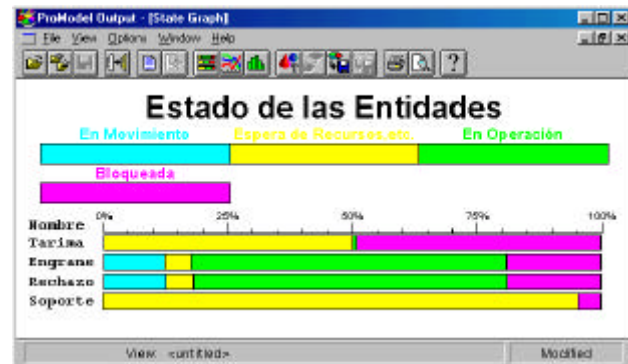 ProModel Output - [State Graph]
File View Options Window Help
Estado de las Entidades
En Movimiento Espera de Recursos,etc. En Operación
Bloqueada
Nombre 0% 25% 50% 75% 100%
Tarima
Engrane
Rechazo
Soporte
View: <untitled> Modified